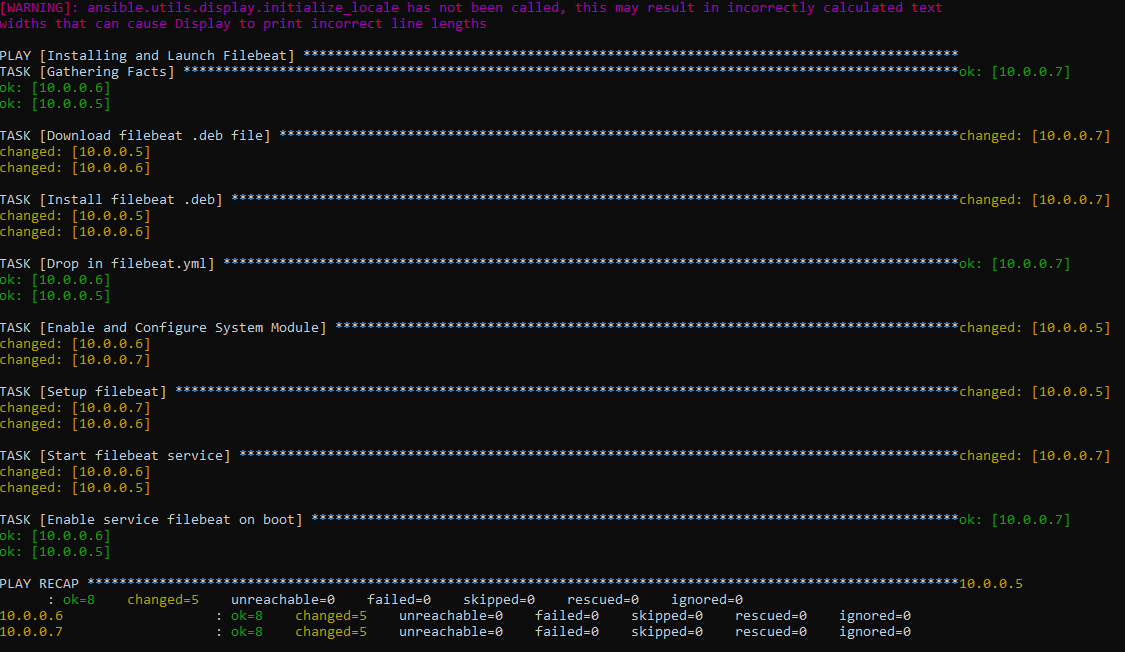 [WARNING]: ansible.utils.display.initialize_locale has not been called, this may result in incorrectly calculated text
widths that can cause Display to print incorrect line lengths
PLAY [Installing and Launch Filebeat] **********************************************************************************
TASK [Gathering Facts] *************************************************************************************************ok: [10.0.0.7]
ok: [10.0.0.6]
ok: [10.0.0.5]
TASK [Download filebeat .deb file] *************************************************************************************changed: [10.0.0.7]
changed: [10.0.0.5]
changed: [10.0.0.6]
TASK [Install filebeat .deb] *******************************************************************************************changed: [10.0.0.7]
changed: [10.0.0.5]
changed: [10.0.0.6]
TASK [Drop in filebeat.yml] ********************************************************************************************ok: [10.0.0.7]
ok: [10.0.0.6]
ok: [10.0.0.5]
TASK [Enable and Configure System Module] ******************************************************************************changed: [10.0.0.5]
changed: [10.0.0.6]
changed: [10.0.0.7]
TASK [Setup filebeat] **************************************************************************************************changed: [10.0.0.5]
changed: [10.0.0.7]
changed: [10.0.0.6]
TASK [Start filebeat service] ******************************************************************************************changed: [10.0.0.7]
changed: [10.0.0.6]
changed: [10.0.0.5]
TASK [Enable service filebeat on boot] *********************************************************************************ok: [10.0.0.7]
ok: [10.0.0.6]
ok: [10.0.0.5]
PLAY RECAP *************************************************************************************************************10.0.0.5
      : ok=8    changed=5    unreachable=0    failed=0    skipped=0    rescued=0    ignored=0
10.0.0.6                   : ok=8    changed=5    unreachable=0    failed=0    skipped=0    rescued=0    ignored=0
10.0.0.7                   : ok=8    changed=5    unreachable=0    failed=0    skipped=0    rescued=0    ignored=0